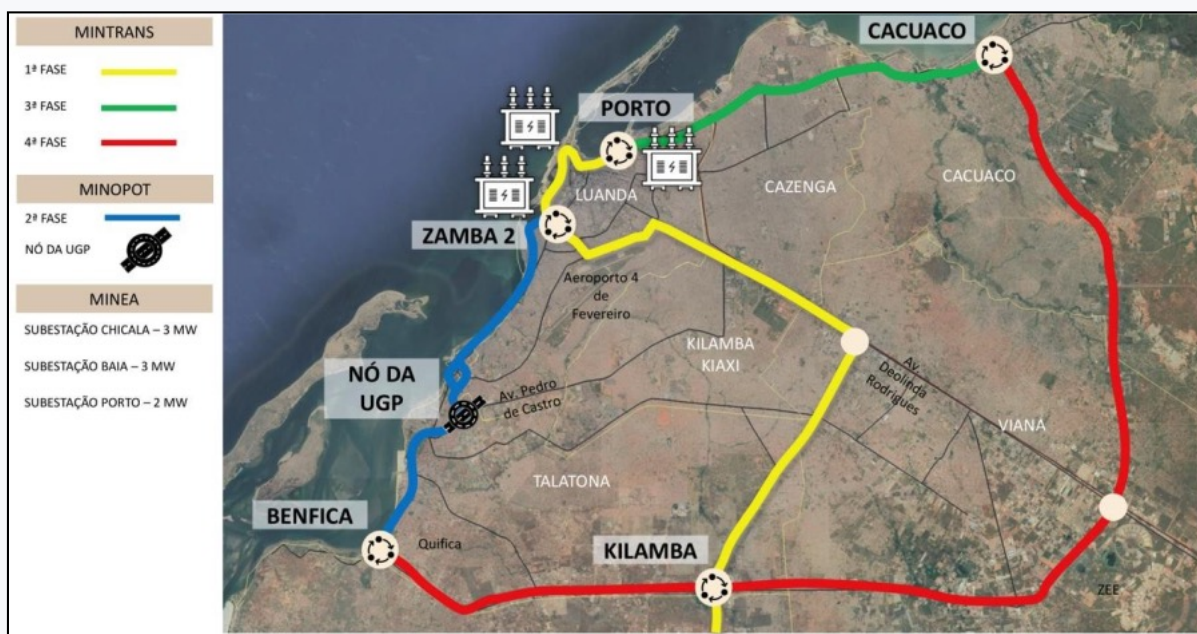 MINTRANS
1ª FASE
3ª FASE
4ª FASE
MINOPOT
2ª FASE
NÓ DA UGP
MINEA
SUBESTAÇÃO CHICALA – 3 MW
SUBESTAÇÃO BAIA – 3 MW
SUBESTAÇÃO PORTO – 2 MW
CACUACO
PORTO
LUANDA
CAZENGA
CACUACO
ZAMBA 2
Aeroporto 4
de
Fevereiro
KILAMBA
KIAXI
NÓ DA
UGP
Av. Pedro
de Castro
Av.
Deolinda
Rodrigues
VIANA
TALATONA
BENFICA
Quifica
KILAMBA
ZEE